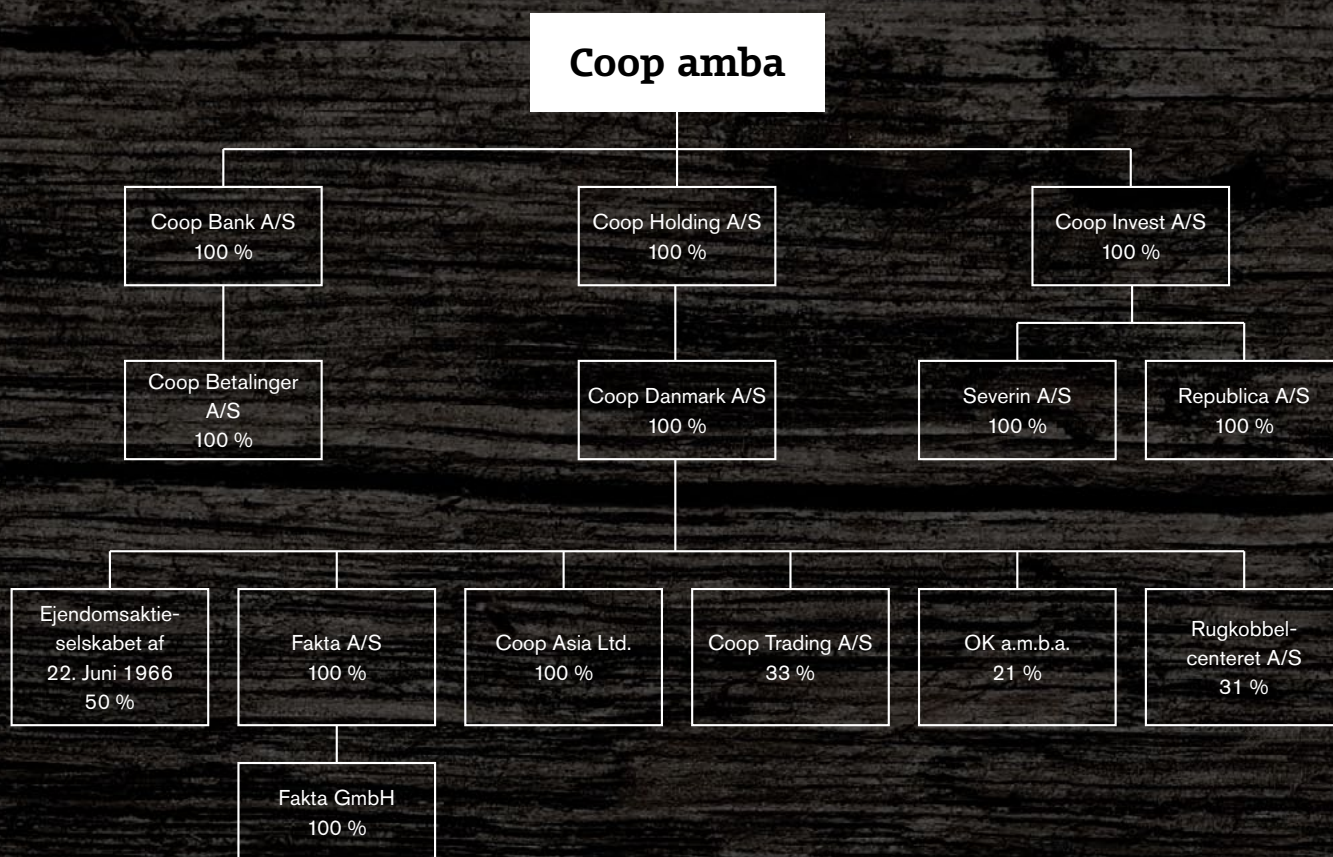 Coop amba
Coop Bank A/S
100 %
Coop Holding A/S
100 %
Coop Invest A/S
100 %
Coop Betalinger
A/S
100 %
Coop Danmark A/S
100 %
Severin A/S
100 %
Republica A/S
100 %
Ejendomsaktie-
selskabet af
22. Juni 1966
50 %
Fakta A/S
100 %
Coop Asia Ltd.
100 %
Coop Trading A/S
33 %
OK a.m.b.a.
21 %
Rugkobbel-
centeret A/S
31 %
Fakta GmbH
100 %